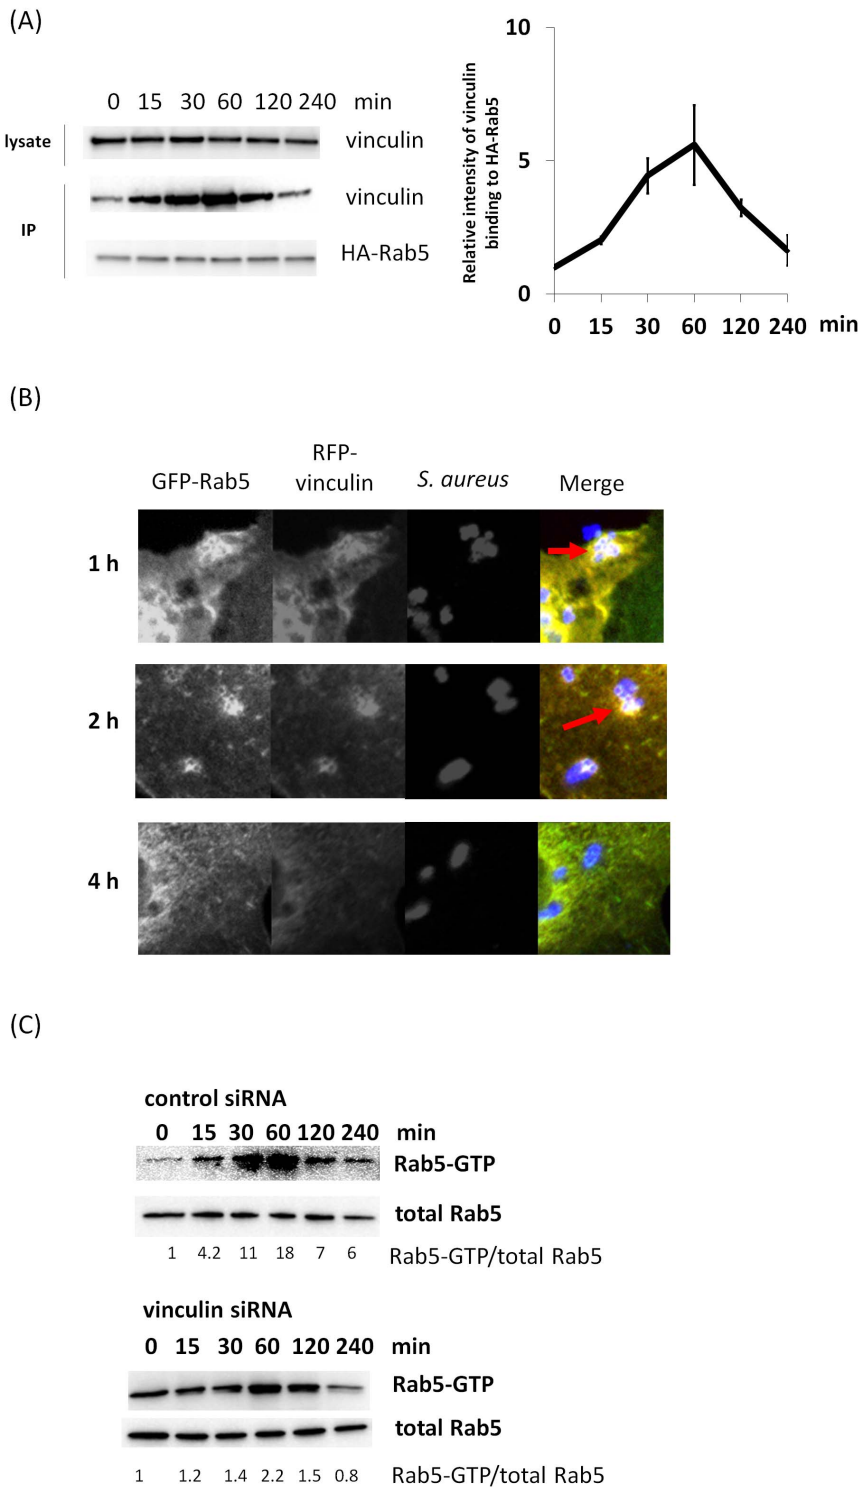 (A)
0 15 30 60 120 240 min
lysate
vinculin
IP
vinculin
HA-Rab5
Relative intensity of vinculin
binding to HA-Rab5
10
5
0
0 15 30 60 120 240 min
(B)
GFP-Rab5
RFP-
vinculin
S. aureus
Merge
1 h
2 h
4 h
(C)
control siRNA
0 15 30 60 120 240 min
Rab5-GTP
total Rab5
1 4.2 11 18 7 6 Rab5-GTP/total Rab5
vinculin siRNA
0 15 30 60 120 240 min
Rab5-GTP
total Rab5
1 1.2 1.4 2.2 1.5 0.8 Rab5-GTP/total Rab5